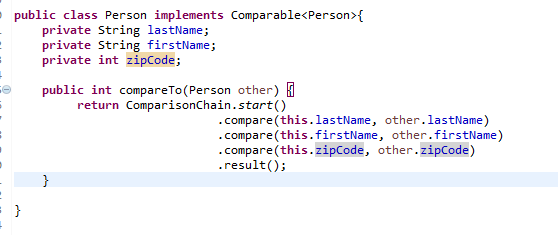 public class Person implements Comparable<Person>{
private String lastName;
private String firstName;
private int zipCode;
public int compareTo(Person other) {
return ComparisonChain.start()
.compare(this.lastName, other.lastName)
.compare(this.firstName, other.firstName)
.compare(this.zipCode, other.zipCode)
.result();
}
}